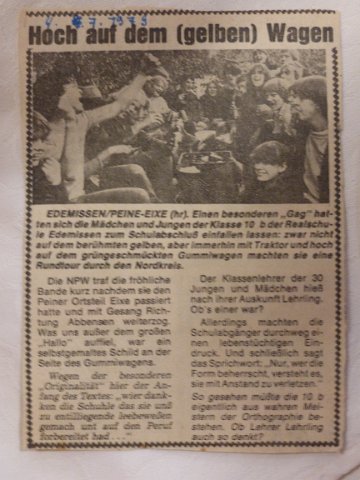 7. 1979
Hoch auf dem (gelben) Wagen
EDEMISSEN/PEINE-EIXE (hr). Einen besonderen „Gag“ hat-
ten sich die Mädchen und Jungen der Klasse 10 b der Realschu-
le Edemissen zum Schulabschluß einfallen lassen: zwar nicht
auf dem berühmten gelben, aber immerhin mit Traktor und hoch
auf dem grüngeschmückten Gummiwagen machten sie eine
Rundtour durch den Nordkreis.
Die NPW traf die fröhliche
Bande kurz nachdem sie den
Peiner Ortsteil Eixe passiert
hatte und mit Gesang Rich-
tung Abbensen weiterzog.
Was uns außer dem großen
„Hallo“ auffiel, war ein
selbstgemaltes Schild an der
Seite des Gummiwagens.
Wegen der besonderen
„Originalität“ hier der An-
fang des Textes: „wier dank-
ken die Schuhle das sie uns
zu entilliegende leebeweßen
gemach unt auf den Peruf
forbereitet had . . .“
Der Klassenlehrer der 30
Jungen und Mädchen hieß
nach ihrer Auskunft Lehrling.
Ob's einer war?
Allerdings machten die
Schulabgänger durchweg ei-
nen lebenstüchtigen Ein-
druck. Und schließlich sagt
das Sprichwort: „Nur, wer die
Form beherrscht, versteht es,
sie mit Anstand zu verletzen.“
So gesehen müßte die 10 b
eigentlich aus wahren Mei-
stern der Orthographie be-
stehen. Ob Lehrer Lehrling
auch so denkt?